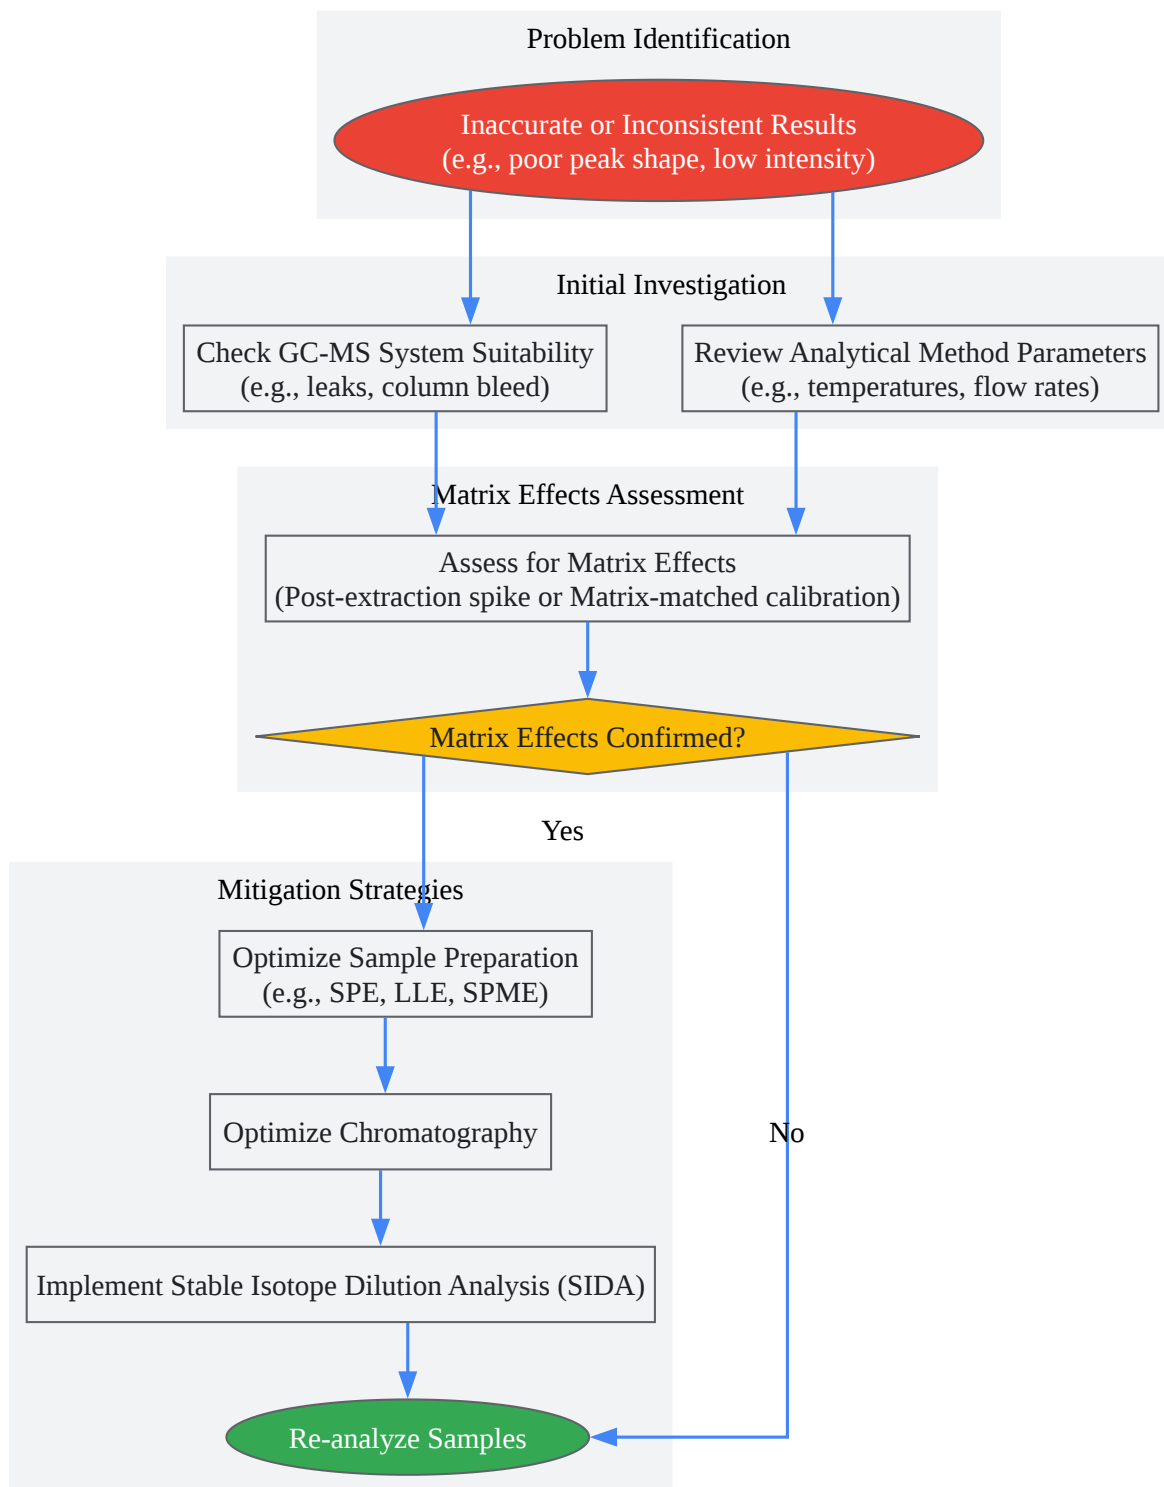 Problem Identification
Inaccurate or Inconsistent Results
(e.g., poor peak shape, low intensity)
Initial Investigation
Check GC-MS System Suitability
(e.g., leaks, column bleed)
Review Analytical Method Parameters
(e.g., temperatures, flow rates)
Matrix Effects Assessment
Assess for Matrix Effects
(Post-extraction spike or Matrix-matched calibration)
Matrix Effects Confirmed?
Yes
Mitigation Strategies
Optimize Sample Preparation
(e.g., SPE, LLE, SPME)
Optimize Chromatography
No
Implement Stable Isotope Dilution Analysis (SIDA)
Re-analyze Samples